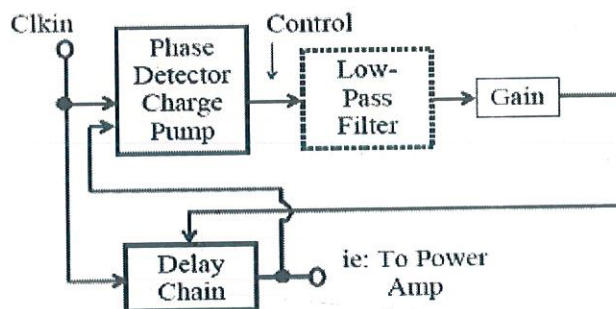 Clkin
Phase
Detector
Charge
Pump
Control
Low-
Pass
Filter
Gain
Delay
Chain
ie: To Power
Amp